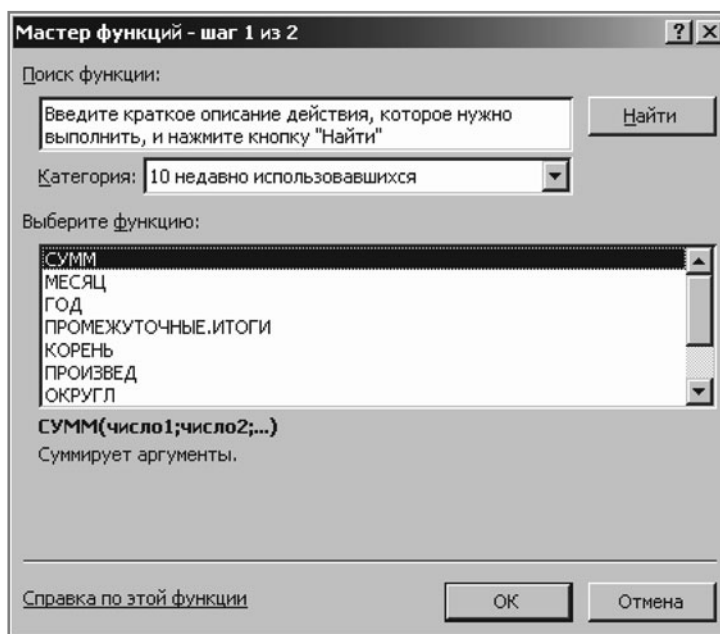 Мастер функций - шаг 1 из 2
Поиск функции:
Введите краткое описание действия, которое нужно
выполнить, и нажмите кнопку "Найти"
Найти
Категория: 10 недавно использовавшихся
Выберите функцию:
СУММ
МЕСЯЦ
ГОД
ПРОМЕЖУТОЧНЫЕ.ИТОГИ
КОРЕНЬ
ПРОИЗВЕД
ОКРУГЛ
СУММ(число1;число2;...)
Суммирует аргументы.
Справка по этой функции
ОК
Отмена